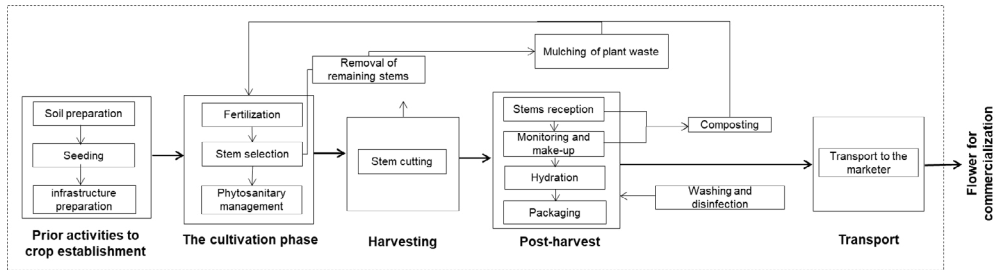 Mulching of plant waste
Removal of
remaining stems
Soil preparation
Seeding
infrastructure
preparation
Prior activities to
crop establishment
Fertilization
Stem selection
Phytosanitary
management
The cultivation phase
Stem cutting
Harvesting
Stems reception
Monitoring and
make-up
Hydration
Packaging
Post-harvest
Composting
Washing and
disinfection
Transport to the
marketer
Transport
Flower for
commercialization